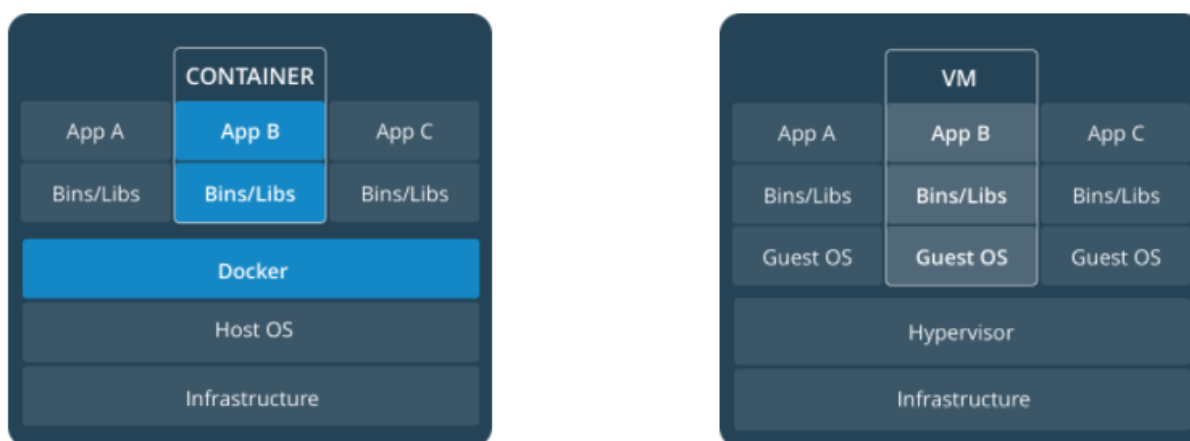 CONTAINER
App A App B App C
Bins/Libs Bins/Libs Bins/Libs
Docker
Host OS
Infrastructure
VM
App A App B App C
Bins/Libs Bins/Libs Bins/Libs
Guest OS Guest OS Guest OS
Hypervisor
Infrastructure